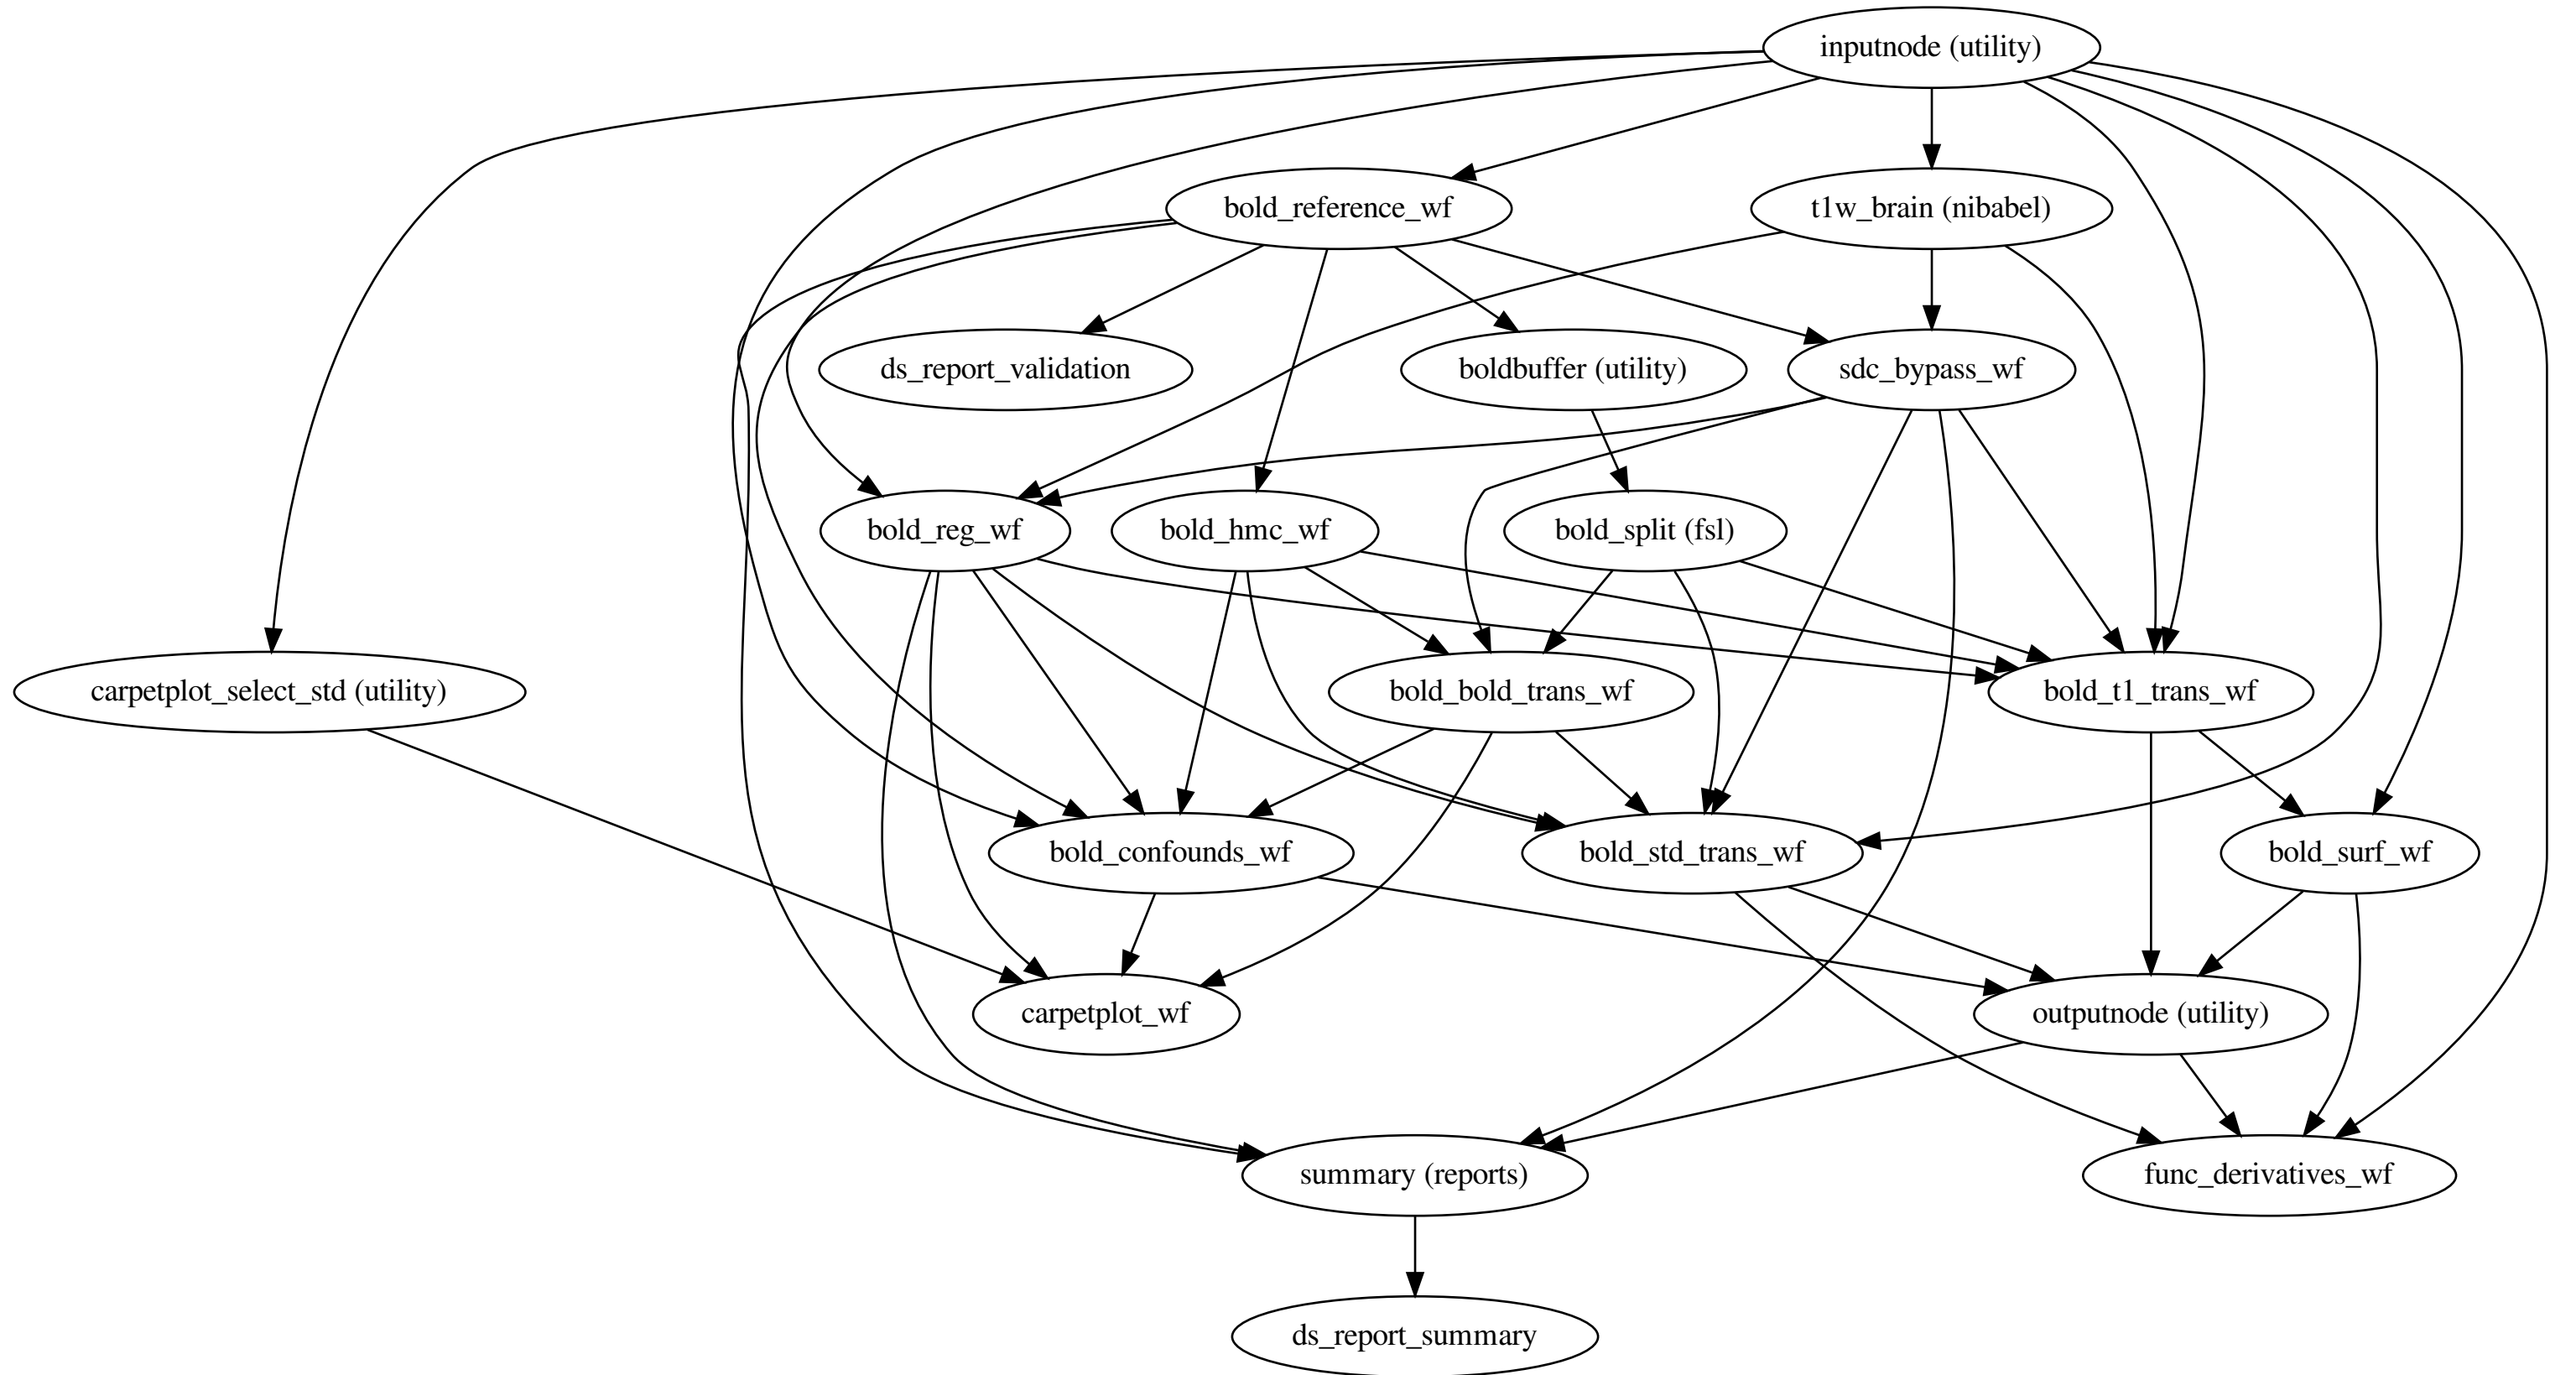 inputnode (utility)
bold_reference_wf
t1w_brain (nibabel)
ds_report_validation
boldbuffer (utility)
sdc_bypass_wf
bold_reg_wf
bold_hmc_wf
bold_split (fsl)
carpetplot_select_std (utility)
bold_bold_trans_wf
bold_t1_trans_wf
bold_confounds_wf
bold_std_trans_wf
bold_surf_wf
carpetplot_wf
outputnode (utility)
summary (reports)
func_derivatives_wf
ds_report_summary